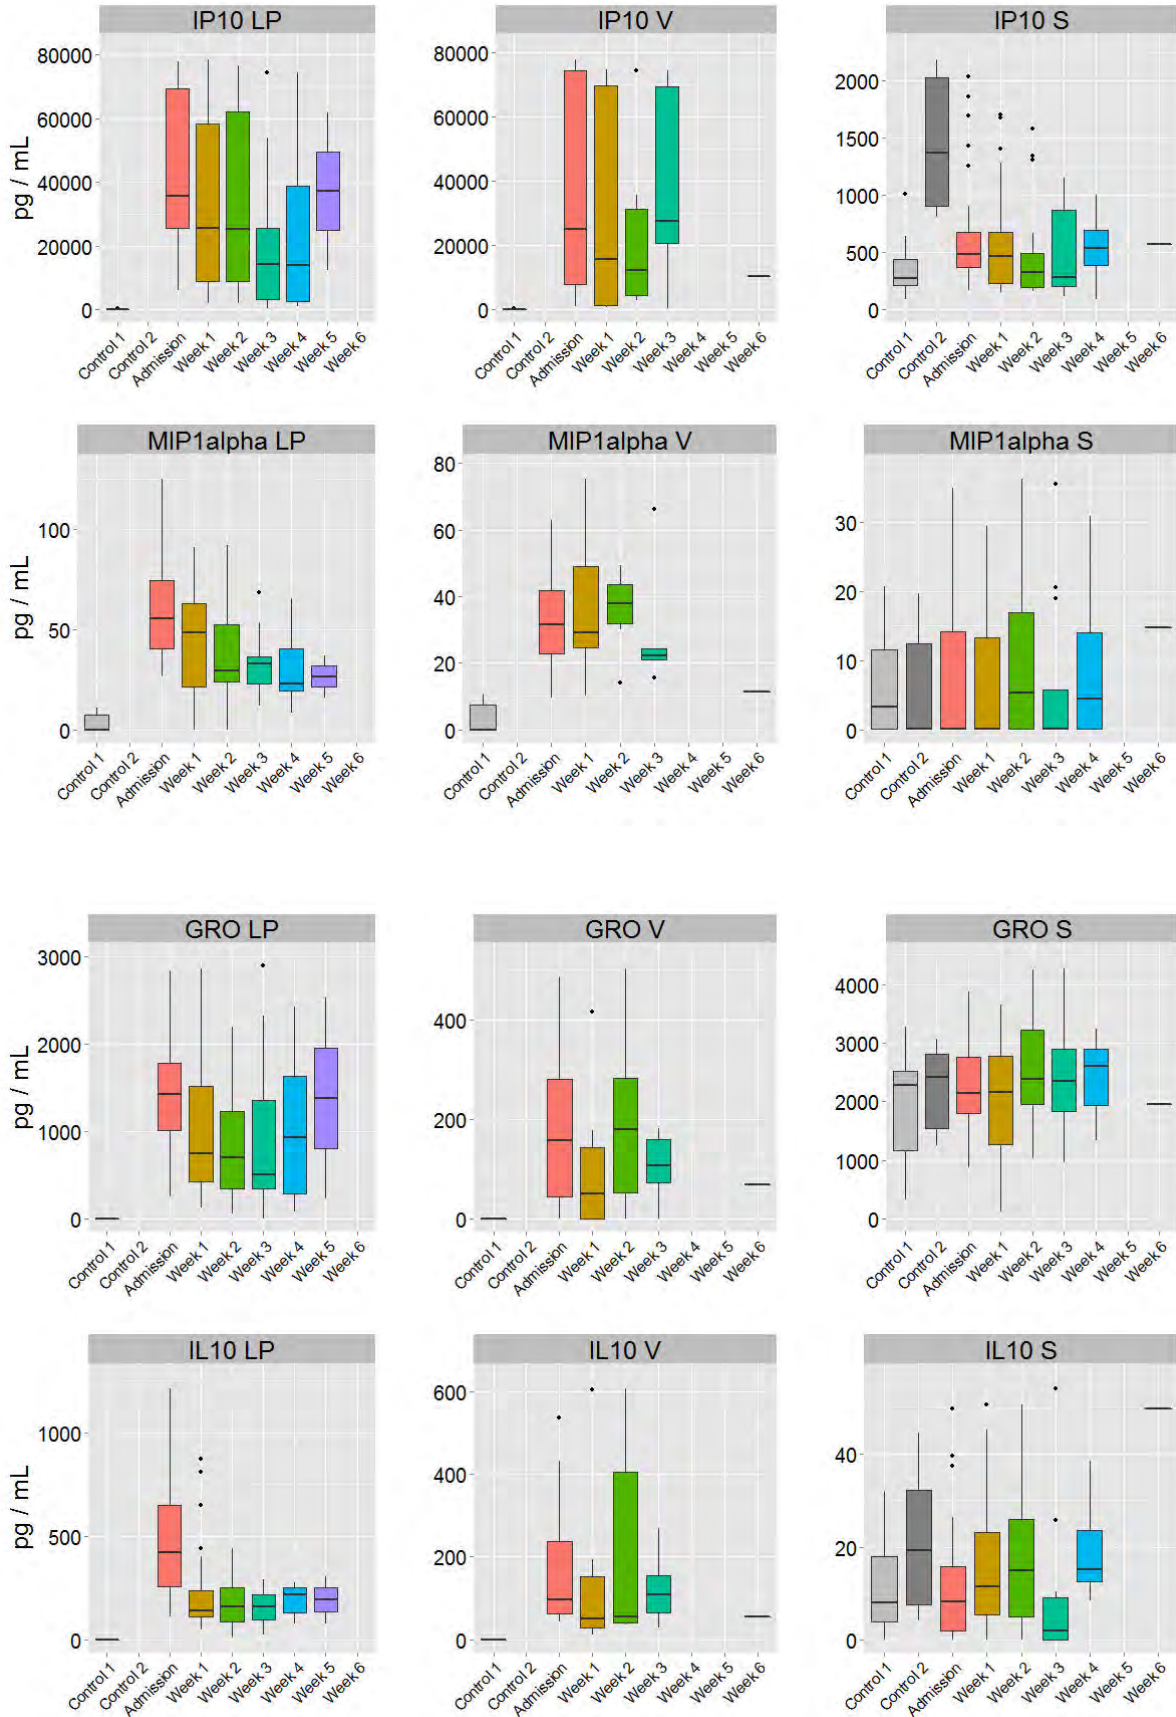 IP10 LP
IP10 V
IP10 S
pg / mL
80000
60000
40000
20000
0
80000
60000
40000
20000
0
2000
1500
1000
500
0
Control 1 Control 2 Admission Week 1 Week 2 Week 3 Week 4 Week 5 Week 6
Control 1 Control 2 Admission Week 1 Week 2 Week 3 Week 4 Week 5 Week 6
Control 1 Control 2 Admission Week 1 Week 2 Week 3 Week 4 Week 5 Week 6
MIP1alpha LP
MIP1alpha V
MIP1alpha S
pg / mL
100
50
0
80
60
40
20
0
30
20
10
0
Control 1 Control 2 Admission Week 1 Week 2 Week 3 Week 4 Week 5 Week 6
Control 1 Control 2 Admission Week 1 Week 2 Week 3 Week 4 Week 5 Week 6
Control 1 Control 2 Admission Week 1 Week 2 Week 3 Week 4 Week 5 Week 6
GRO LP
GRO V
GRO S
pg / mL
3000
2000
1000
0
400
200
0
4000
3000
2000
1000
0
Control 1 Control 2 Admission Week 1 Week 2 Week 3 Week 4 Week 5 Week 6
Control 1 Control 2 Admission Week 1 Week 2 Week 3 Week 4 Week 5 Week 6
Control 1 Control 2 Admission Week 1 Week 2 Week 3 Week 4 Week 5 Week 6
IL10 LP
IL10 V
IL10 S
pg / mL
1000
500
0
600
400
200
0
40
20
0
Control 1 Control 2 Admission Week 1 Week 2 Week 3 Week 4 Week 5 Week 6
Control 1 Control 2 Admission Week 1 Week 2 Week 3 Week 4 Week 5 Week 6
Control 1 Control 2 Admission Week 1 Week 2 Week 3 Week 4 Week 5 Week 6